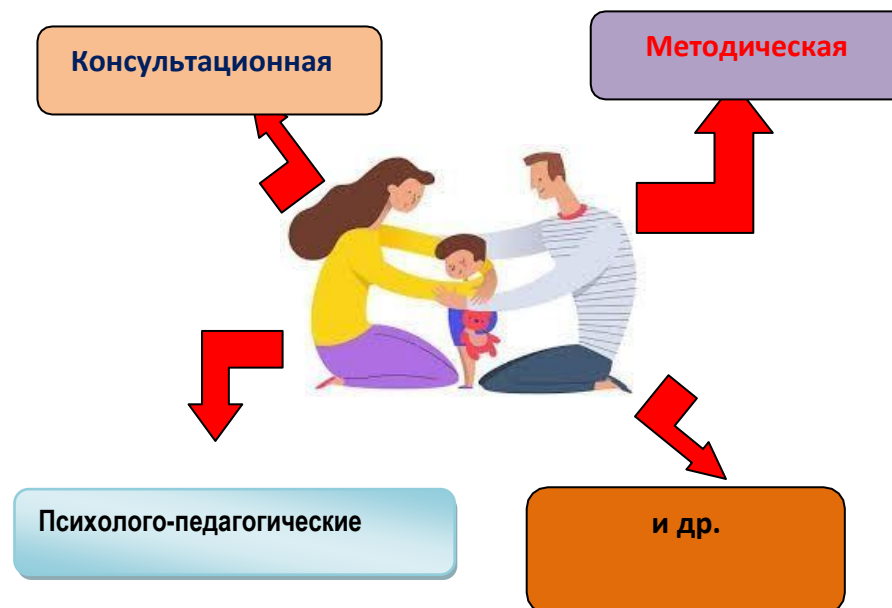 Консультационная
Методическая
Психолого-педагогические
и др.